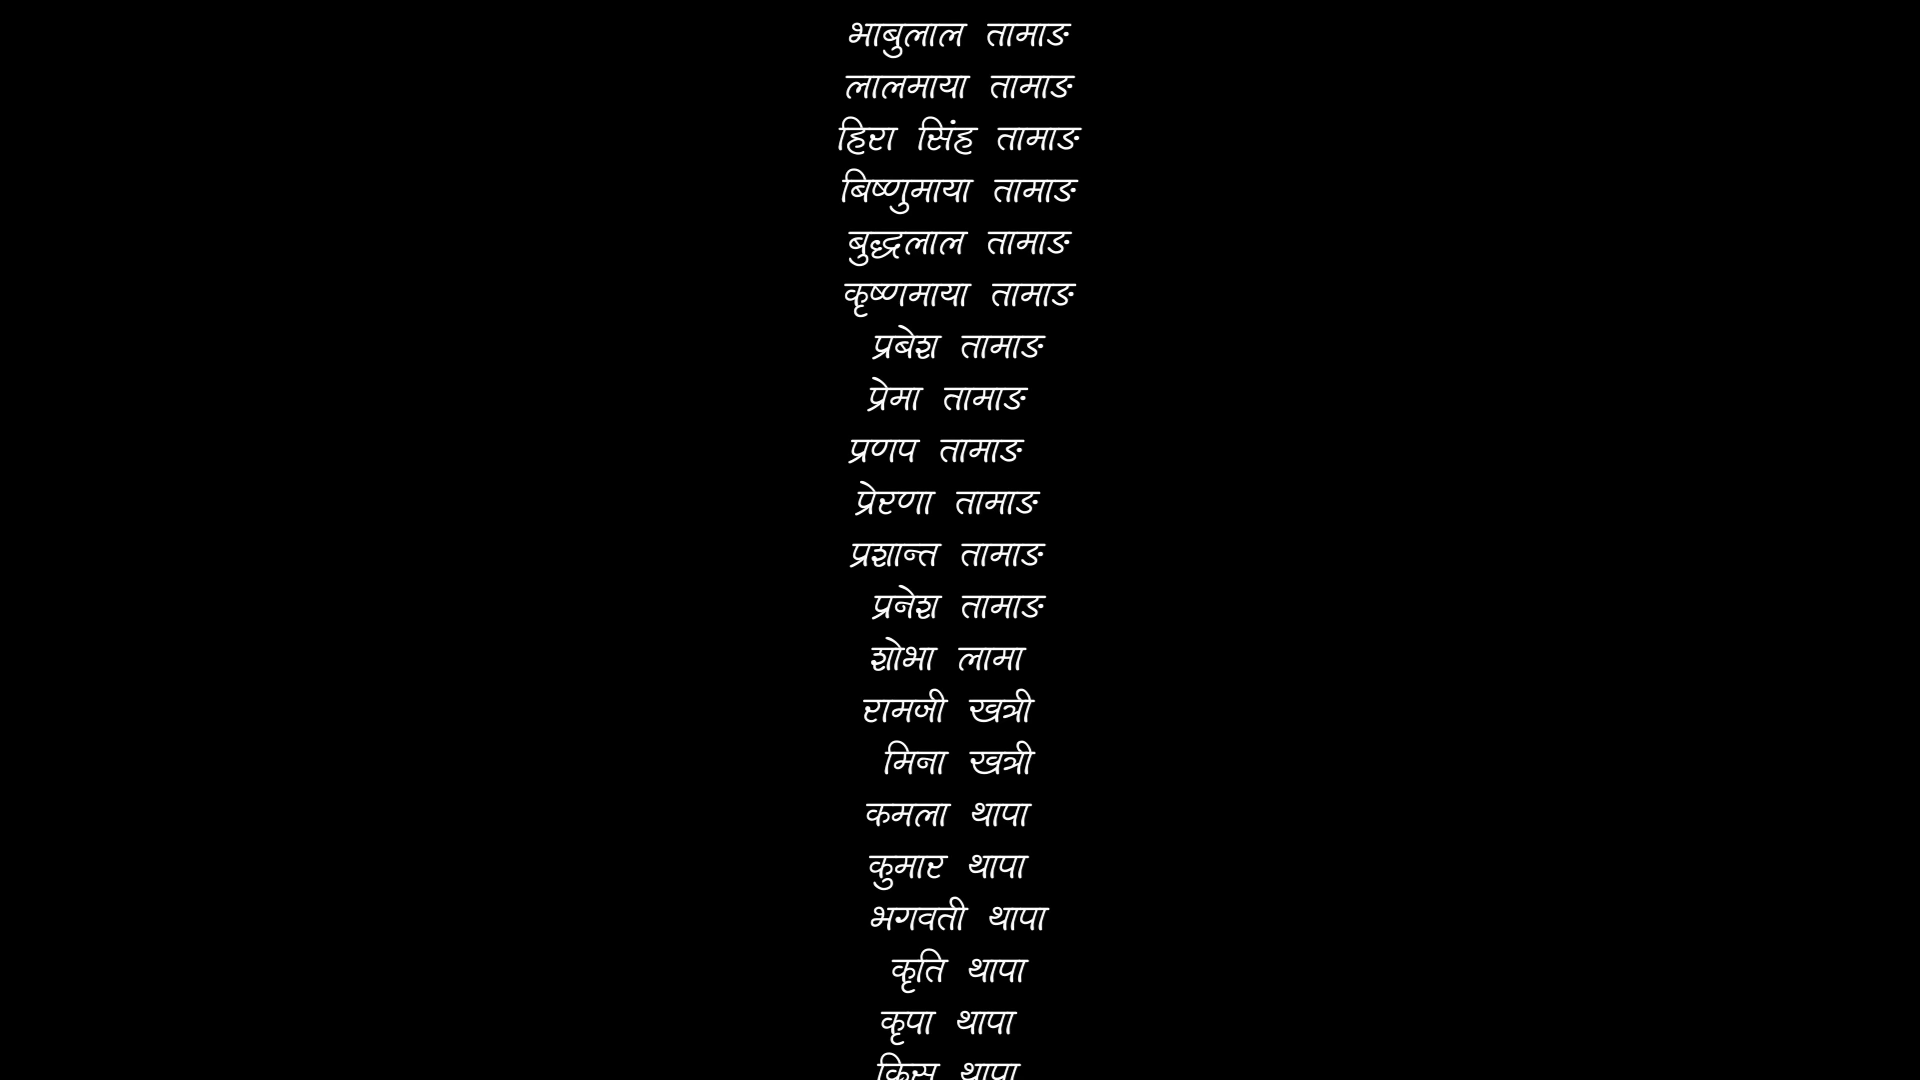 भाबुलाल तामाङ
लालमाया तामाङ
हिरा सिंह तामाङ
बिष्णुमाया तामाङ
बुद्धलाल तामाङ
कृष्णमाया तामाङ
प्रबेश तामाङ
प्रेमा तामाङ
प्रणप तामाङ
प्रेरणा तामाङ
प्रशान्त तामाङ
प्रनेश तामाङ
शोभा लामा
रामजी खत्री
मिना खत्री
कमला थापा
कुमार थापा
भगवती थापा
कृति थापा
कृपा थापा
थापा